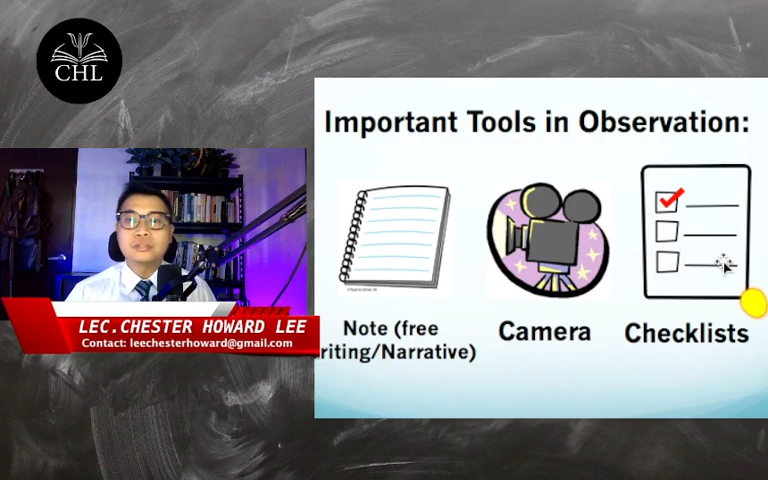 CHL
Important Tools in Observation:
Note (free
riting/Narrative)
Camera
Checklists
LEC.CHESTER HOWARD LEE
Contact: leechesterhoward@gmail.com